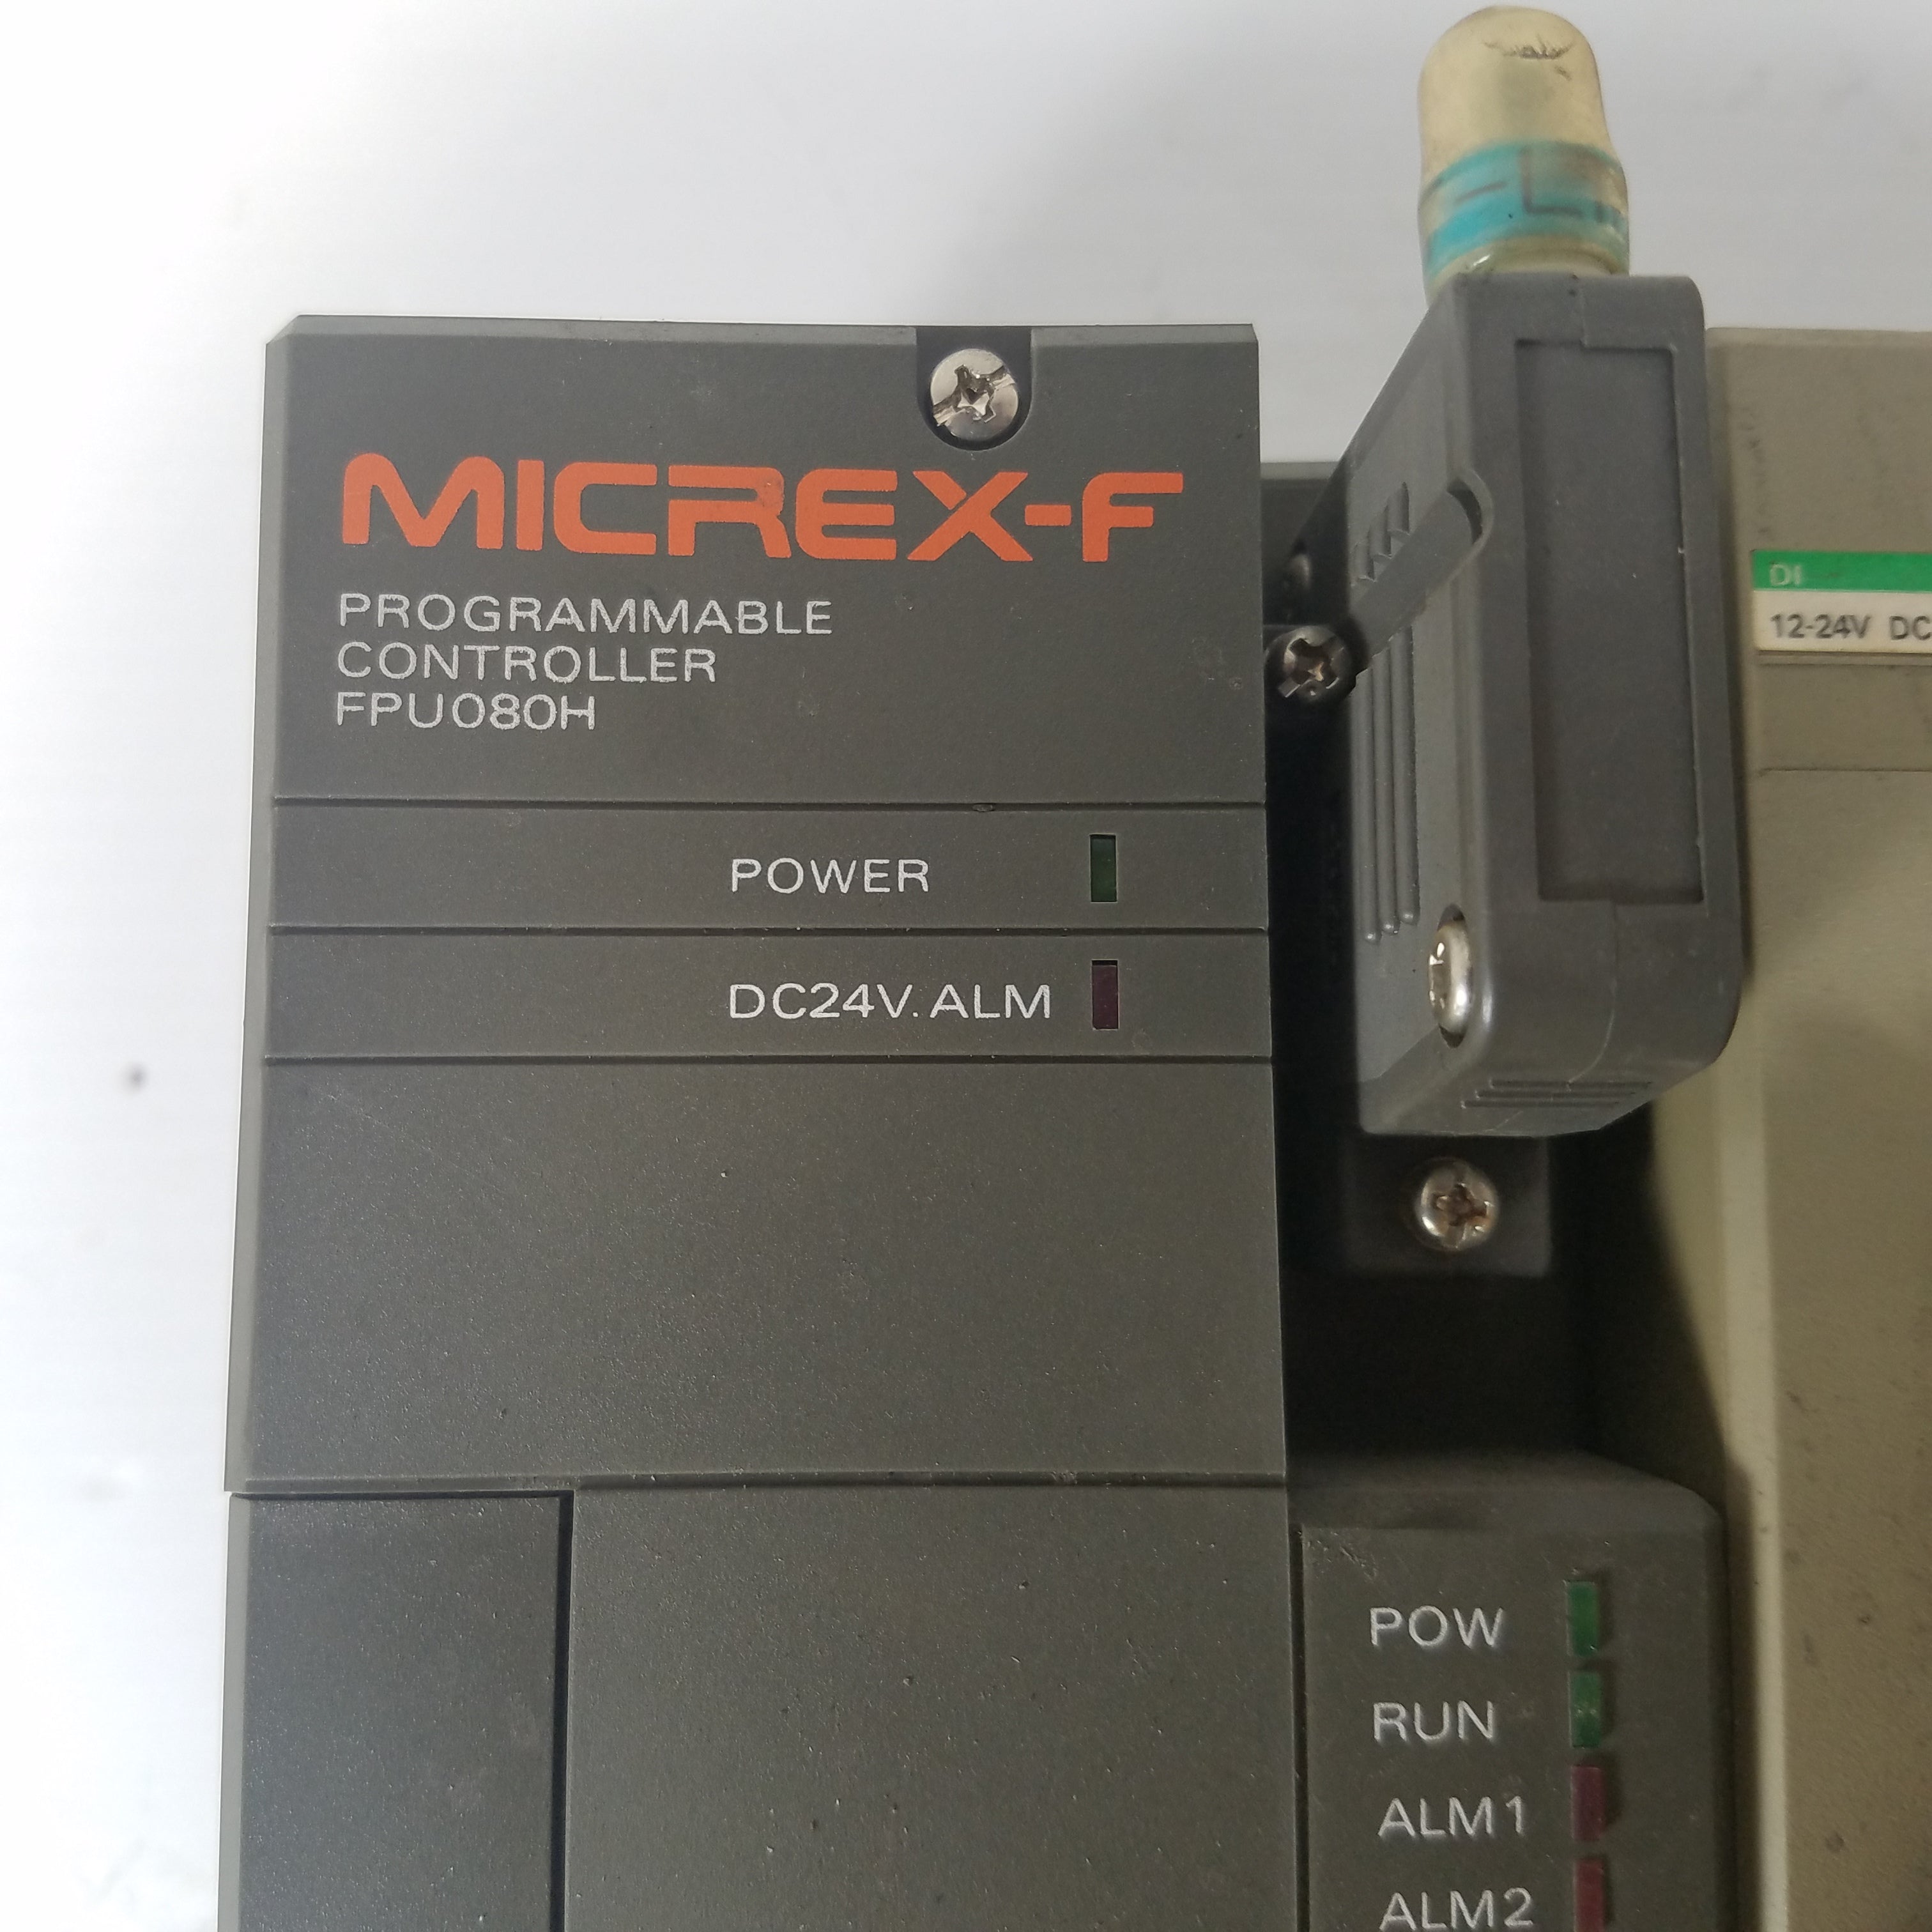 MICREX-F
PROGRAMMABLE
CONTROLLER
FPU080H
POWER
DC24V.ALM
DI
12-24V DC
POW
RUN
ALM1
ALM2